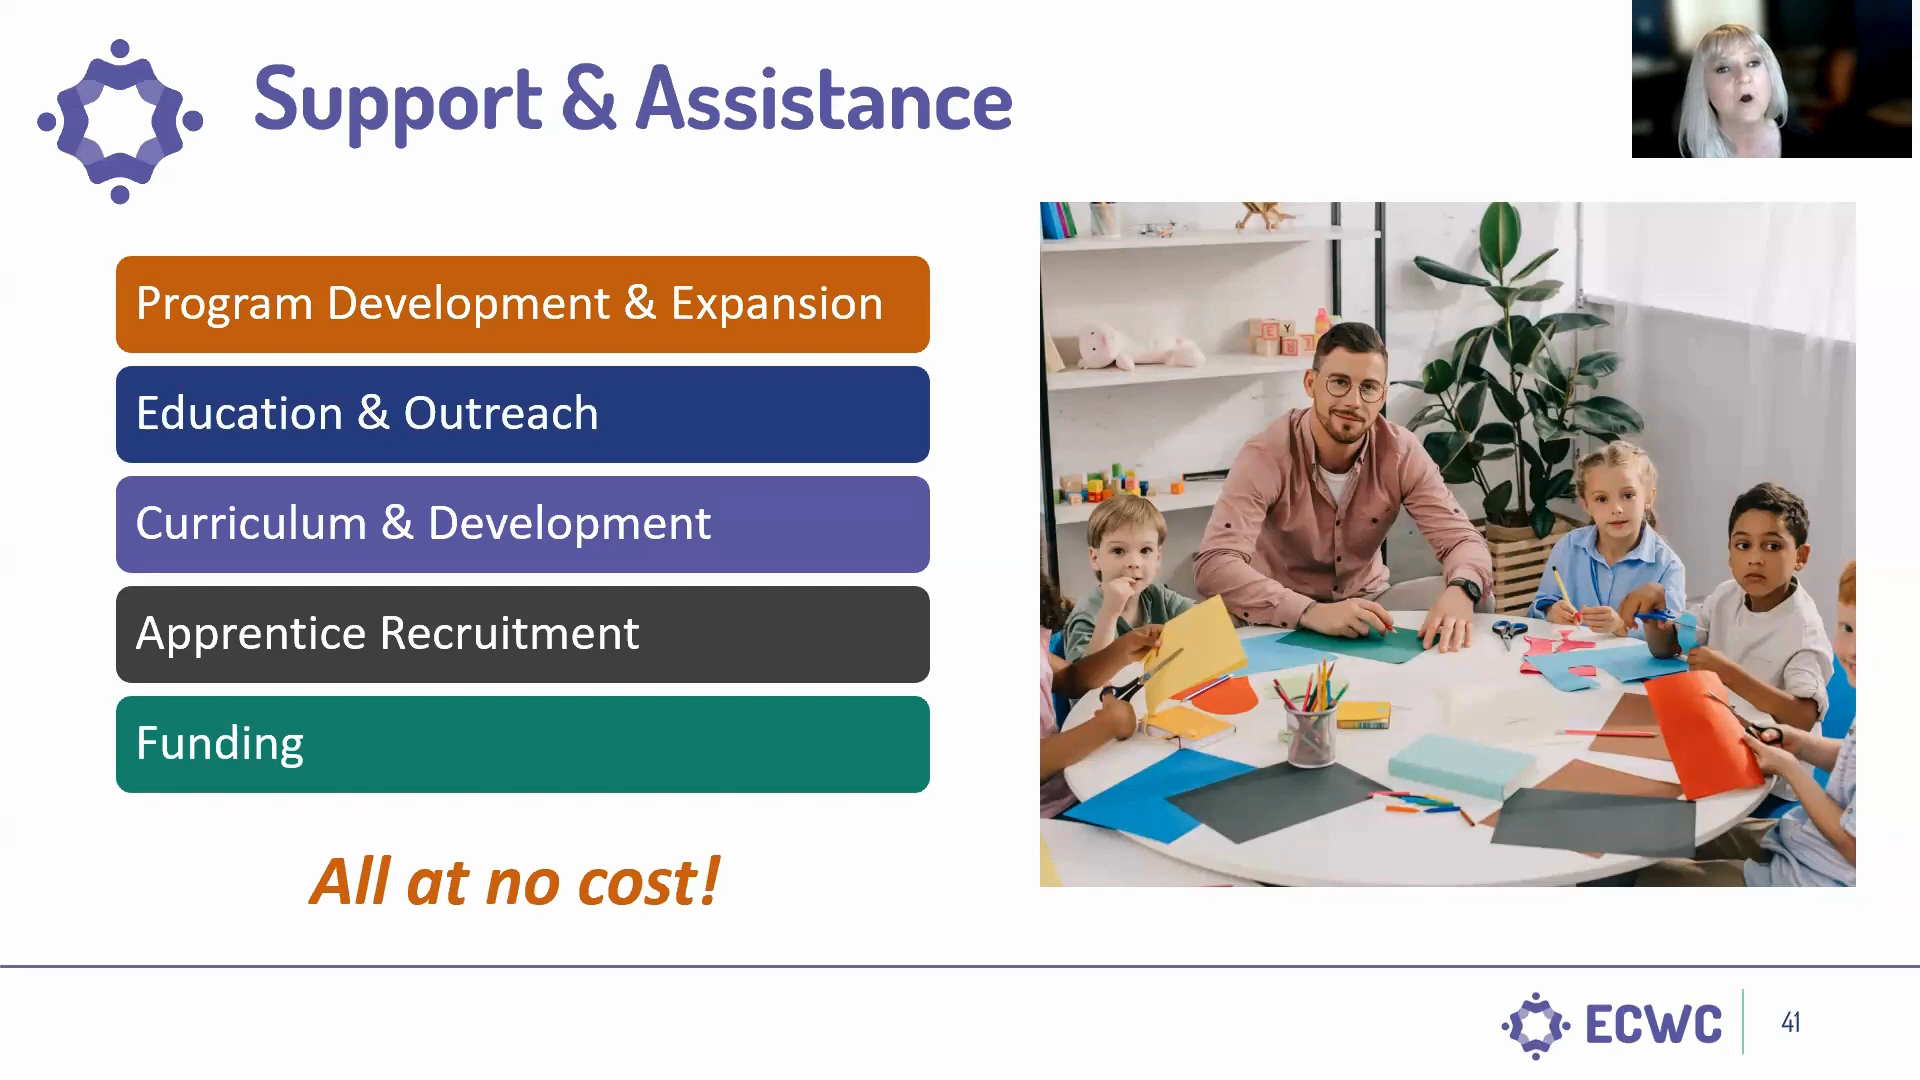 Support & Assistance
Program Development & Expansion
Education & Outreach
Curriculum & Development
Apprentice Recruitment
Funding
All at no cost!
E Y
ECWC
41